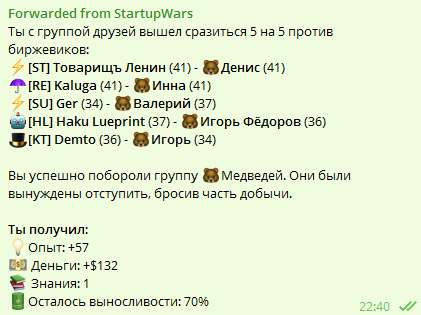 Forwarded from StartupWars
Ты с группой друзей вышел сразиться 5 на 5 против
биржевиков:
⚡[ST] Товарищъ Ленин (41) - 🐻Денис (41)
☂[RE] Kaluga (41) - 🐻Инна (41)
⚡[SU] Ger (34) - 🐻Валерий (37)
🤖[HL] Haku Lueprint (37) - 🐻Игорь Фёдоров (36)
🎩[KT] Demto (36) - 🐻Игорь (34)
Вы успешно побороли группу 🐻Медведей. Они были
вынуждены отступить, бросив часть добычи.
Ты получил:
💡Опыт: +57
💵 Деньги: +$132
📚 Знания: 1
🔋Осталось выносливости: 70%
22:40